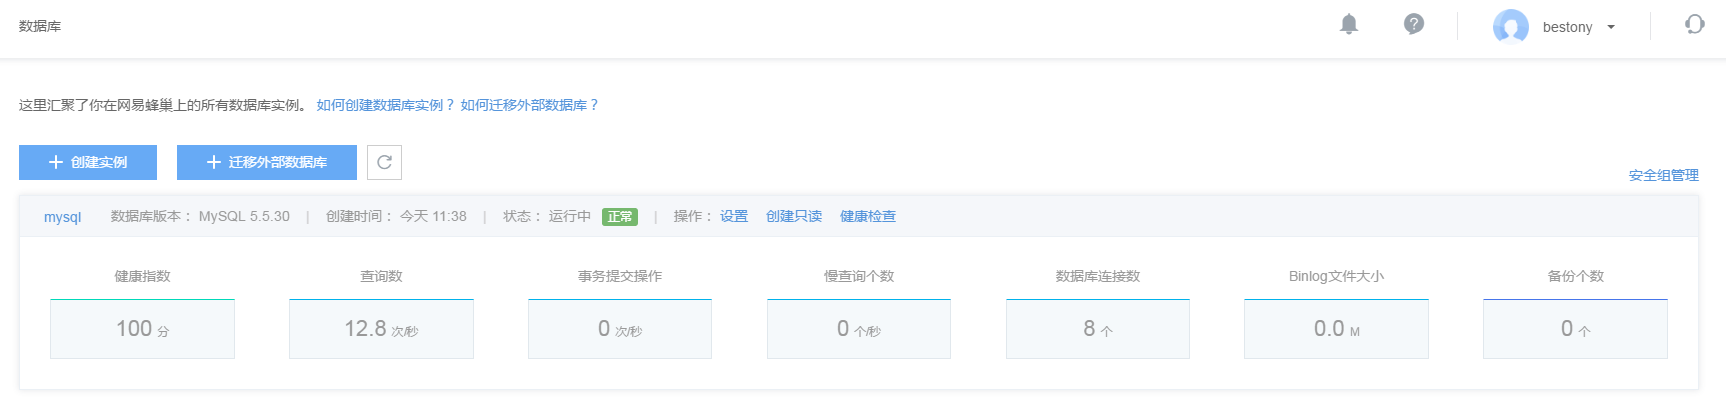 数据库
bestony
这里汇聚了你在网易蜂巢上的所有数据库实例。 如何创建数据库实例？ 如何迁移外部数据库？
创建实例 迁移外部数据库
安全组管理
mysql 数据库版本： MySQL 5.5.30 | 创建时间： 今天 11:38 | 状态： 运行中 正常 | 操作： 设置 创建只读 健康检查
健康指数 查询数 事务提交操作 慢查询个数 数据库连接数 Binlog文件大小 备份个数
100 分 12.8 次/秒 0 次/秒 0 个/秒 8 个 0.0 M 0 个